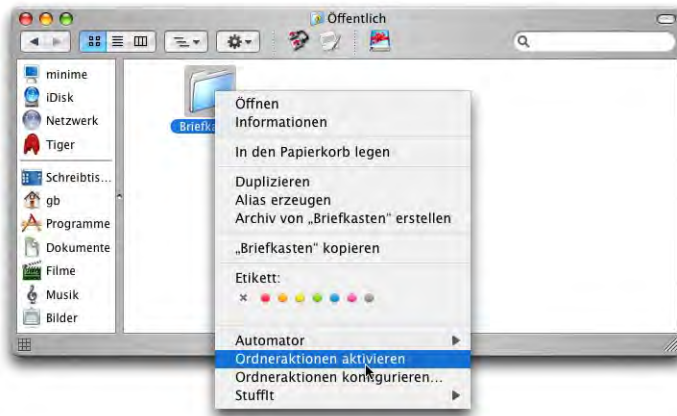 Öffentlich
minime
iDisk
Netzwerk
Tiger
Schreibtis...
gb
Programme
Dokumente
Filme
Musik
Bilder
Öffnen
Informationen
In den Papierkorb legen
Duplizieren
Alias erzeugen
Archiv von „Briefkasten“ erstellen
„Briefkasten“ kopieren
Etikett:
Automator
Ordneraktionen aktivieren
Ordneraktionen konfigurieren...
StuffIt